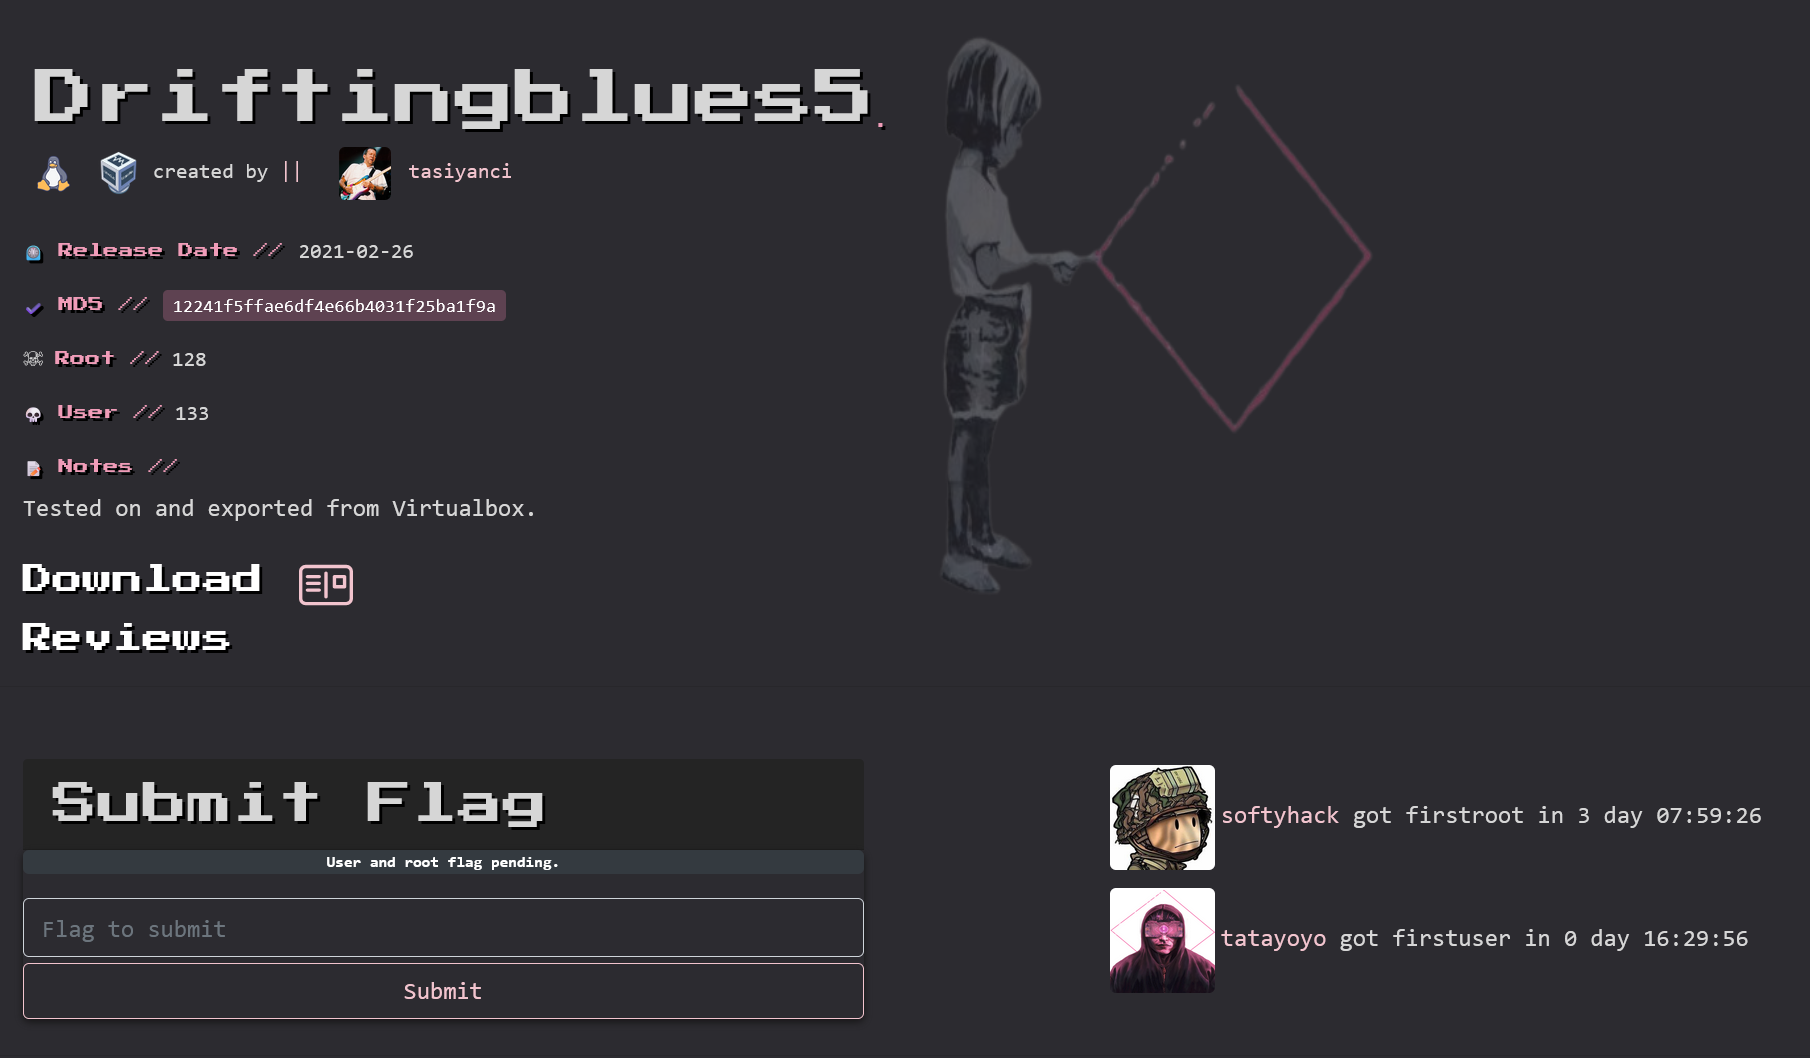 Driftingblues5.
created by || tasiyanci
Release Date // 2021-02-26
MD5 // 12241f5ffae6df4e66b4031f25ba1f9a
Root // 128
User // 133
Notes //
Tested on and exported from Virtualbox.
Download
Reviews
Submit Flag
User and root flag pending.
Flag to submit
Submit
softyhack got firstroot in 3 day 07:59:26
tatayoyo got firstuser in 0 day 16:29:56